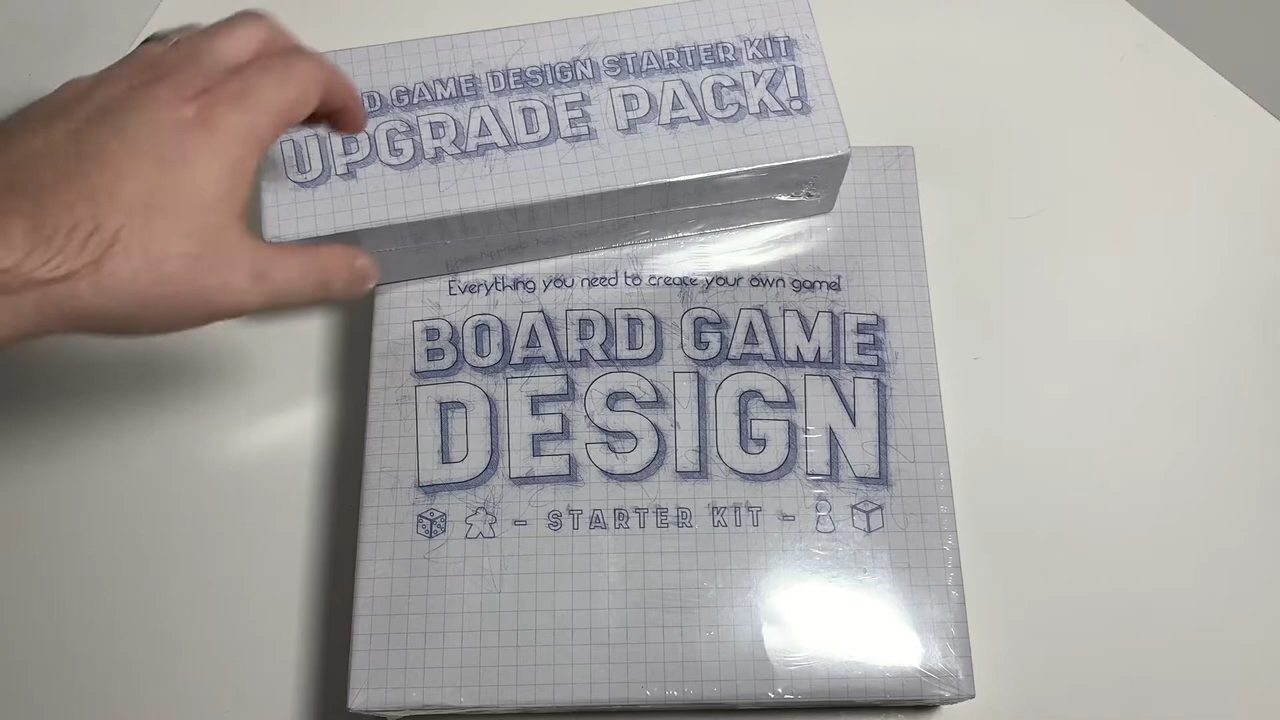 D GAME DESIGN STARTER KIT
UPGRADE PACK!
Everything you need to create your own game!
BOARD GAME
DESIGN
- STARTER KIT -